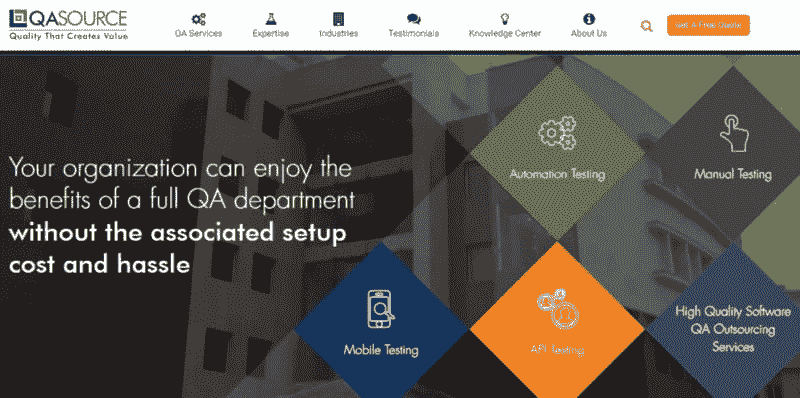 QASOURCE
Quality That Creates Value
QA Services
Expertise
Industries
Testimonials
Knowledge Center
About Us
Get A Free Quote
Your organization can enjoy the
benefits of a full QA department
without the associated setup
cost and hassle
Automation Testing
Manual Testing
Mobile Testing
API Testing
High Quality Software
QA Outsourcing
Services